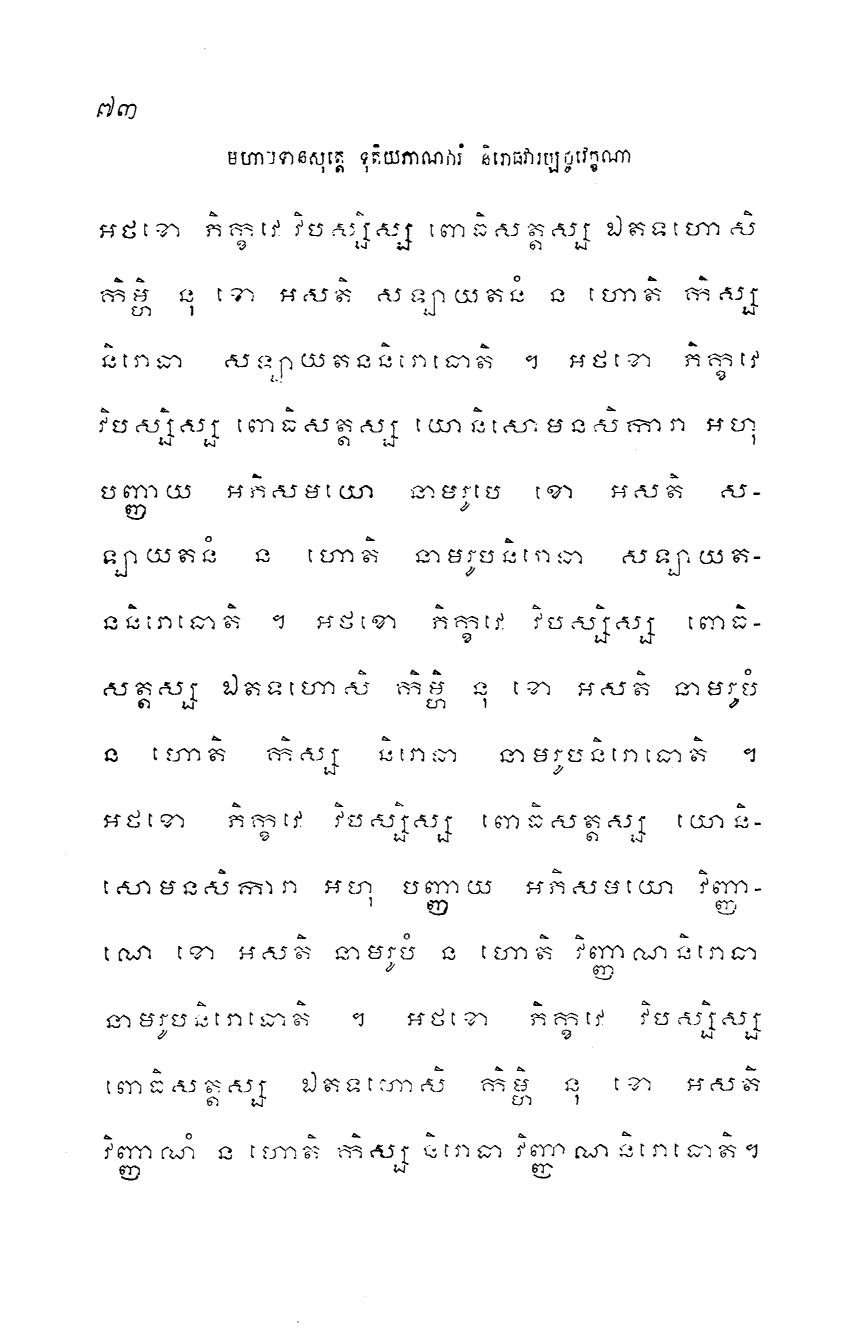 ៧៣
មហាវទានសុត្តេ ទុតិយភាណវារំ និរោធវារប្បច្ចវេក្ខណា
អថខោ ភិក្ខវេ វិបស្សិស្ស ពោធិសត្តស្ស ឯតទហោសិ
កិម្ហិ នុ ខោ អសតិ សឡាយតនំ ន ហោតិ កិស្ស
និរោធា សឡាយតននិរោធោតិ ។ អថខោ ភិក្ខវេ
វិបស្សិស្ស ពោធិសត្តស្ស យោនិសោមនសិការា អហុ
បញ្ញាយ អភិសមយោ នាមរូបេ ខោ អសតិ ស-
ឡាយតនំ ន ហោតិ នាមរូបនិរោធា សឡាយត-
ននិរោធោតិ ។ អថខោ ភិក្ខវេ វិបស្សិស្ស ពោធិ-
សត្តស្ស ឯតទហោសិ កិម្ហិ នុ ខោ អសតិ នាមរូបំ
ន ហោតិ កិស្ស និរោធា នាមរូបនិរោធោតិ ។
អថខោ ភិក្ខវេ វិបស្សិស្ស ពោធិសត្តស្ស យោនិ-
សោមនសិការា អហុ បញ្ញាយ អភិសមយោ វិញ្ញា-
ណេ ខោ អសតិ នាមរូបំ ន ហោតិ វិញ្ញាណនិរោធា
នាមរូបនិរោធោតិ ។ អថខោ ភិក្ខវេ វិបស្សិស្ស
ពោធិសត្តស្ស ឯតទហោសិ កិម្ហិ នុ ខោ អសតិ
វិញ្ញាណំ ន ហោតិ កិស្ស និរោធា វិញ្ញាណនិរោធោតិ។